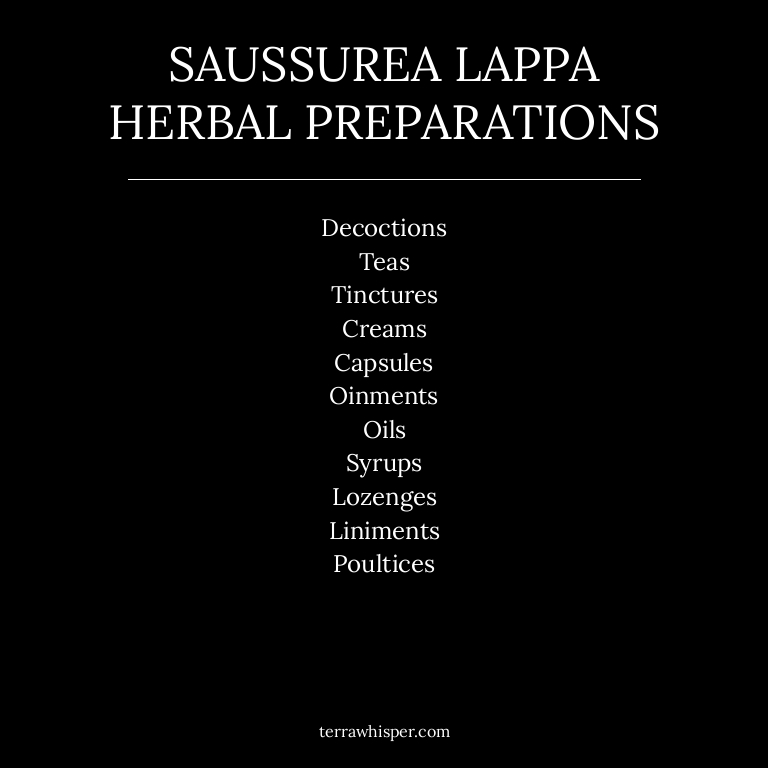 SAUSSUREA LAPPA
HERBAL PREPARATIONS
Decoctions
Teas
Tinctures
Creams
Capsules
Oinments
Oils
Syrups
Lozenges
Liniments
Poultices
terrawhisper.com